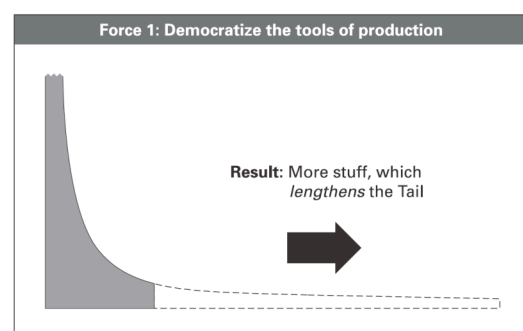 Force 1: Democratize the tools of production
Result: More stuff, which
lengthens the Tail